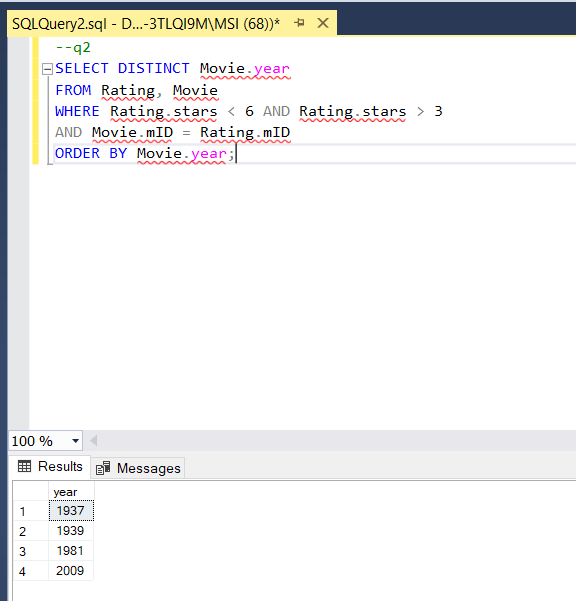 SQLQuery2.sql - D...-3TLQI9M\MSI (68))*
--q2
SELECT DISTINCT Movie.year
FROM Rating, Movie
WHERE Rating.stars < 6 AND Rating.stars > 3
AND Movie.mID = Rating.mID
ORDER BY Movie.year;
100 %
Results Messages
year
1 1937
2 1939
3 1981
4 2009